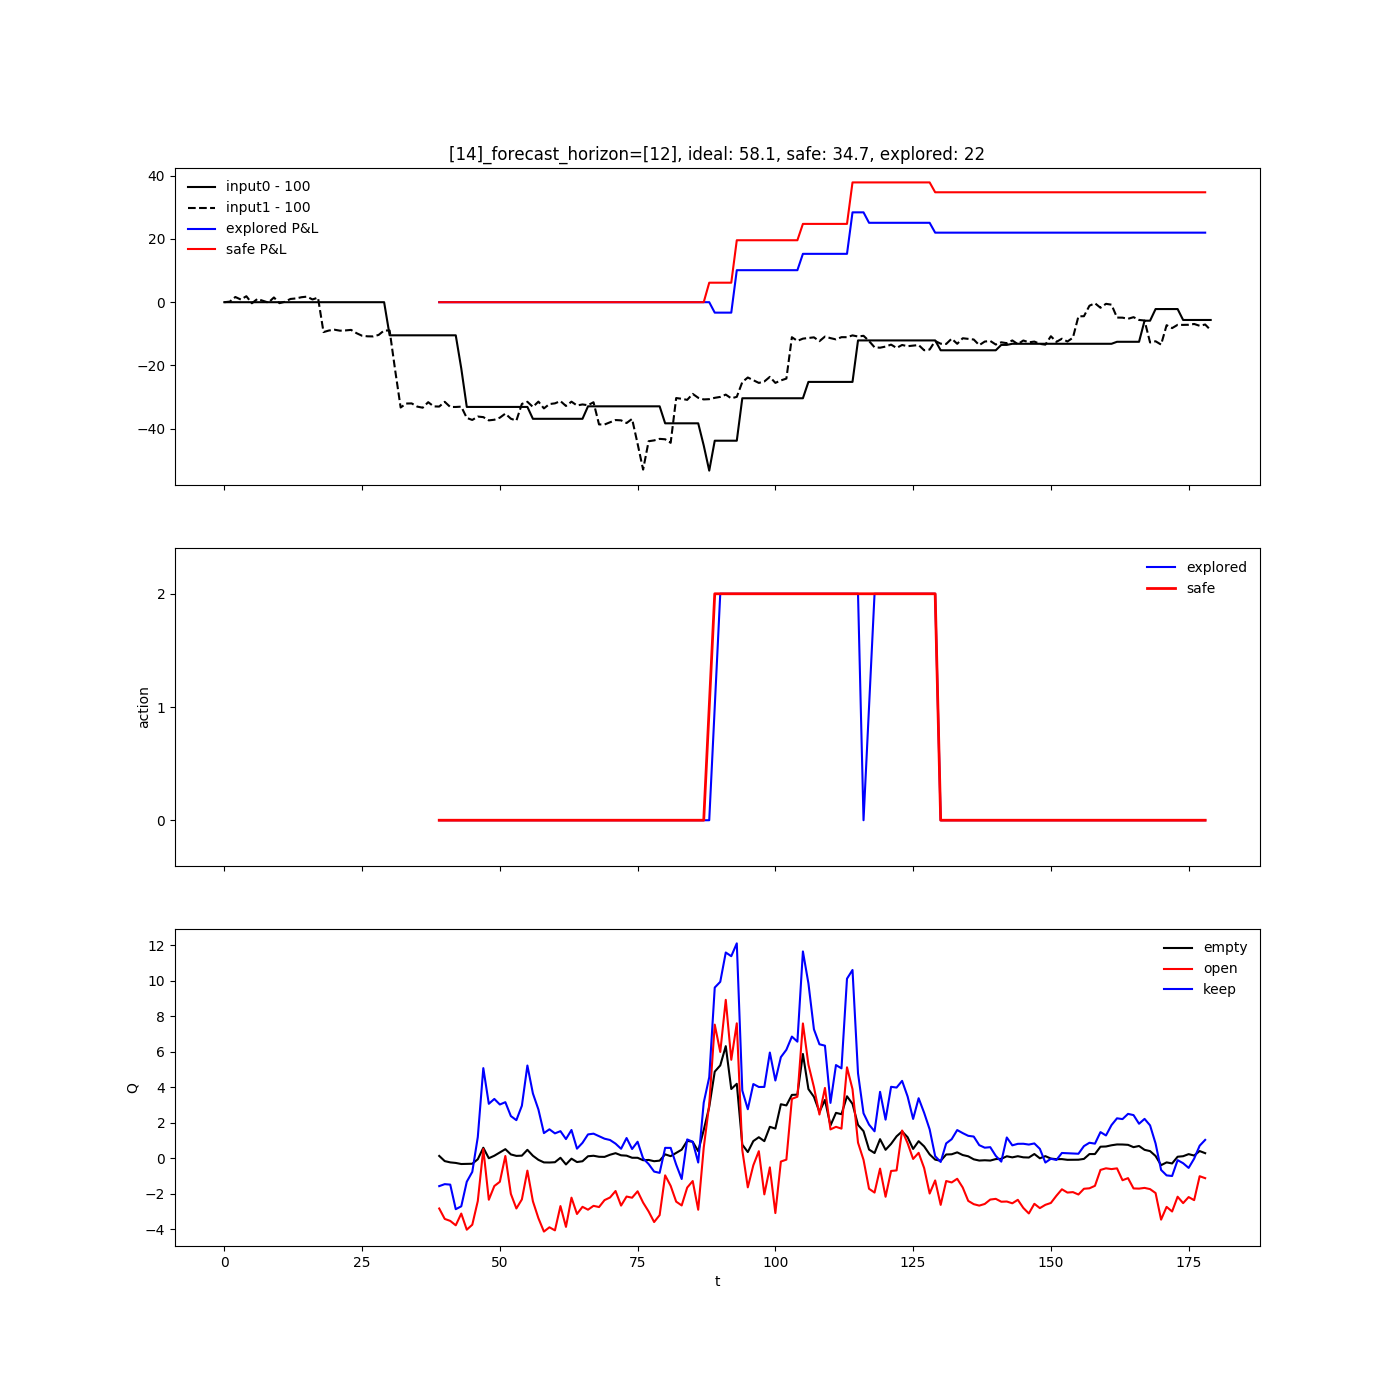 [14]_forecast_horizon=[12], ideal: 58.1, safe: 34.7, explored: 22
40
20
0
−20
−40
input0 - 100
input1 - 100
explored P&L
safe P&L
action
2
1
0
explored
safe
Q
12
10
8
6
4
2
0
−2
−4
empty
open
keep
0 25 50 75 100 125 150 175
t